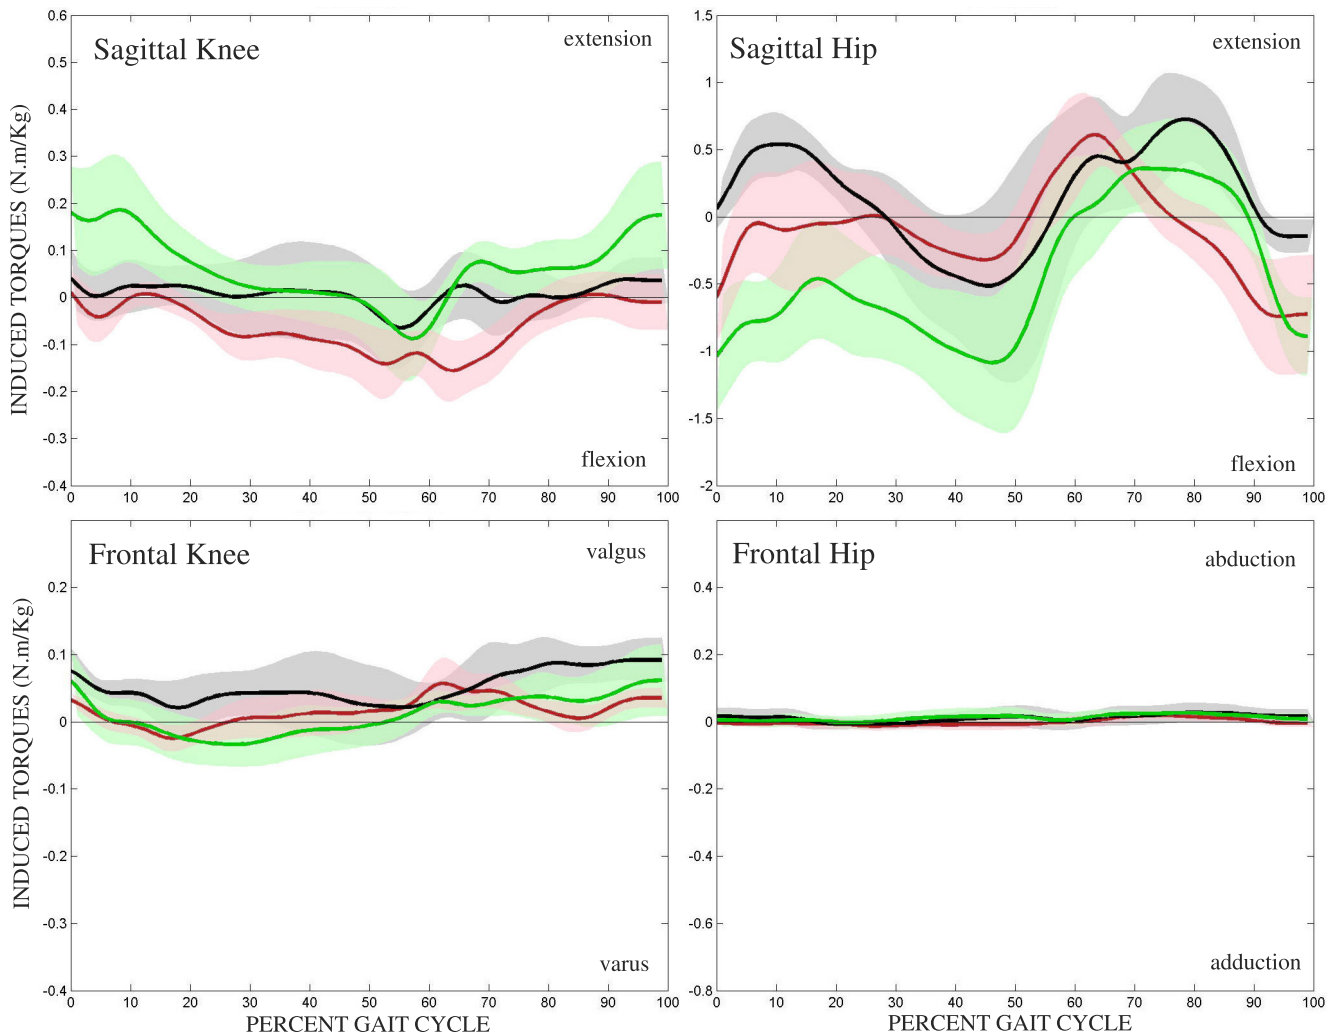 Sagittal Knee
extension
0.6
0.5
0.4
0.3
0.2
0.1
0
-0.1
-0.2
-0.3
-0.4
flexion
0 10 20 30 40 50 60 70 80 90 100
INDUCED TORQUES (N.m/Kg)
Sagittal Hip
extension
1.5
1
0.5
0
-0.5
-1
-1.5
-2
flexion
0 10 20 30 40 50 60 70 80 90 100
Frontal Knee
valgus
0.2
0.1
0
-0.1
-0.2
-0.3
-0.4
varus
0 10 20 30 40 50 60 70 80 90 100
INDUCED TORQUES (N.m/Kg)
PERCENT GAIT CYCLE
Frontal Hip
abduction
0.4
0.2
0
-0.2
-0.4
-0.6
-0.8
adduction
0 10 20 30 40 50 60 70 80 90 100
PERCENT GAIT CYCLE